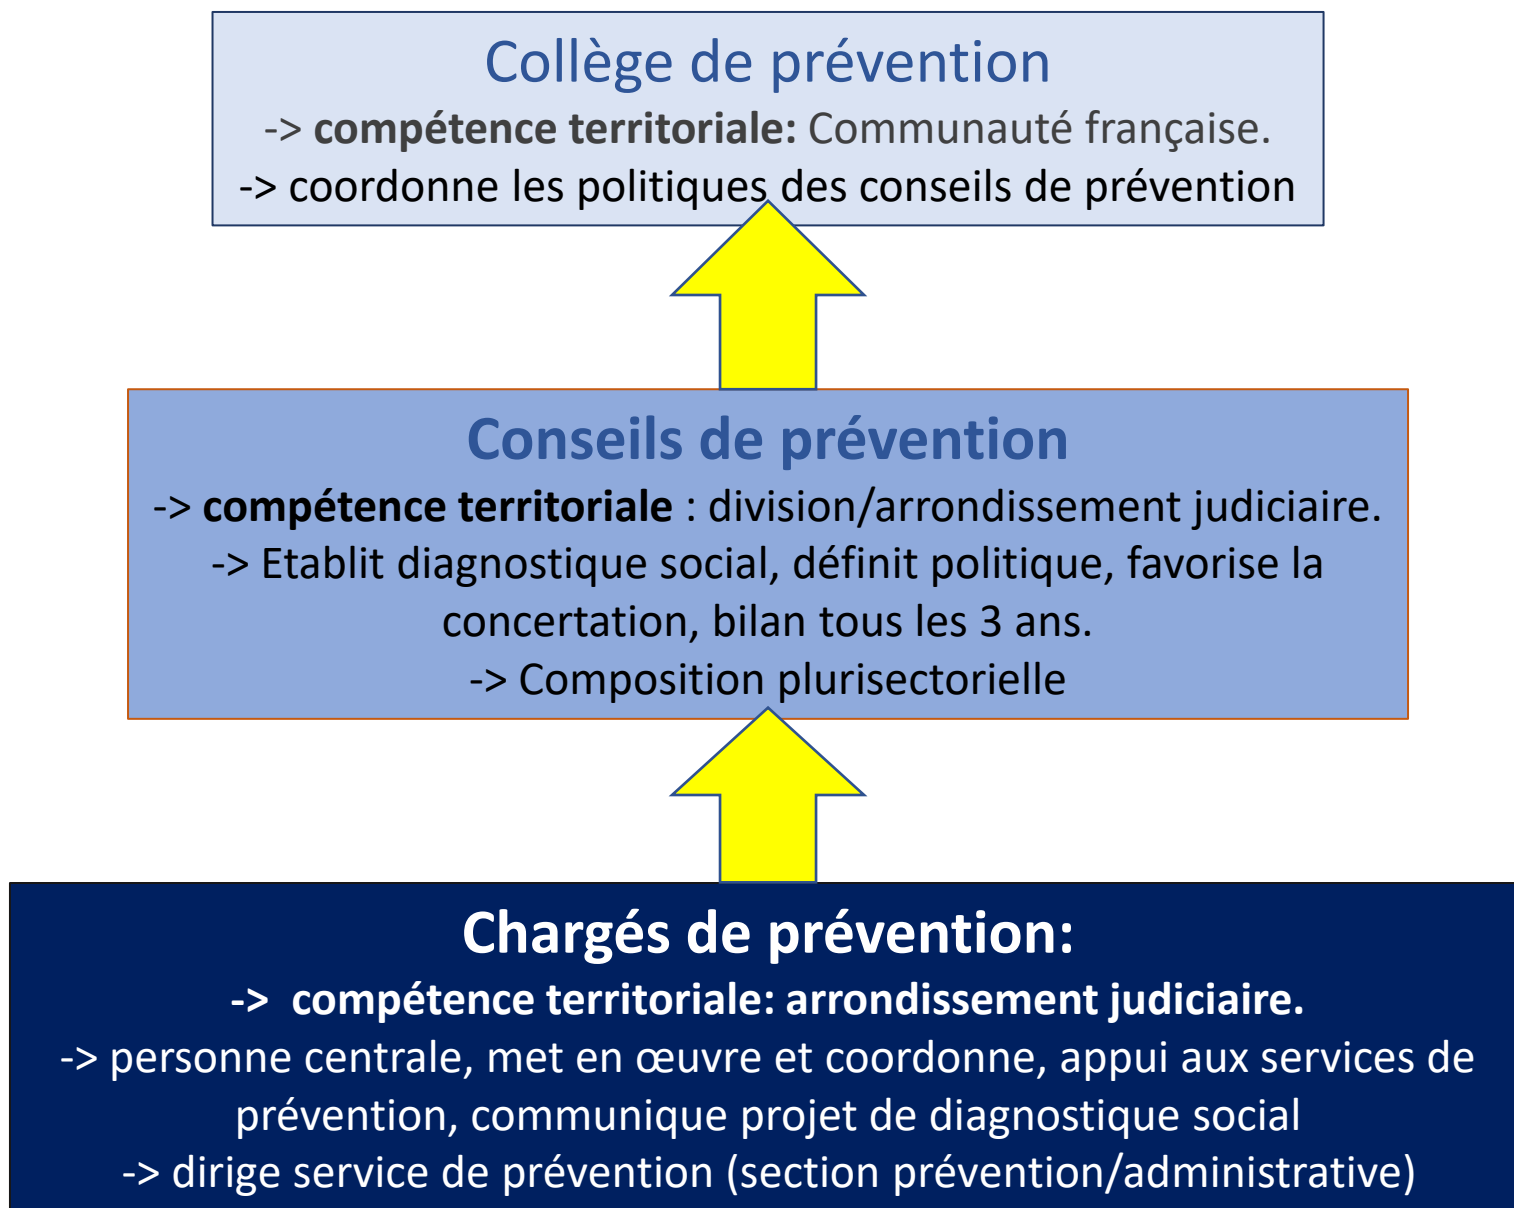 Collège de prévention
-> compétence territoriale: Communauté française.
-> coordonne les politiques des conseils de prévention
Conseils de prévention
-> compétence territoriale : division/arrondissement judiciaire.
-> Etablit diagnostique social, définit politique, favorise la
concertation, bilan tous les 3 ans.
-> Composition plurisectorielle
Chargés de prévention:
-> compétence territoriale: arrondissement judiciaire.
-> personne centrale, met en œuvre et coordonne, appui aux services de
prévention, communique projet de diagnostique social
-> dirige service de prévention (section prévention/administrative)